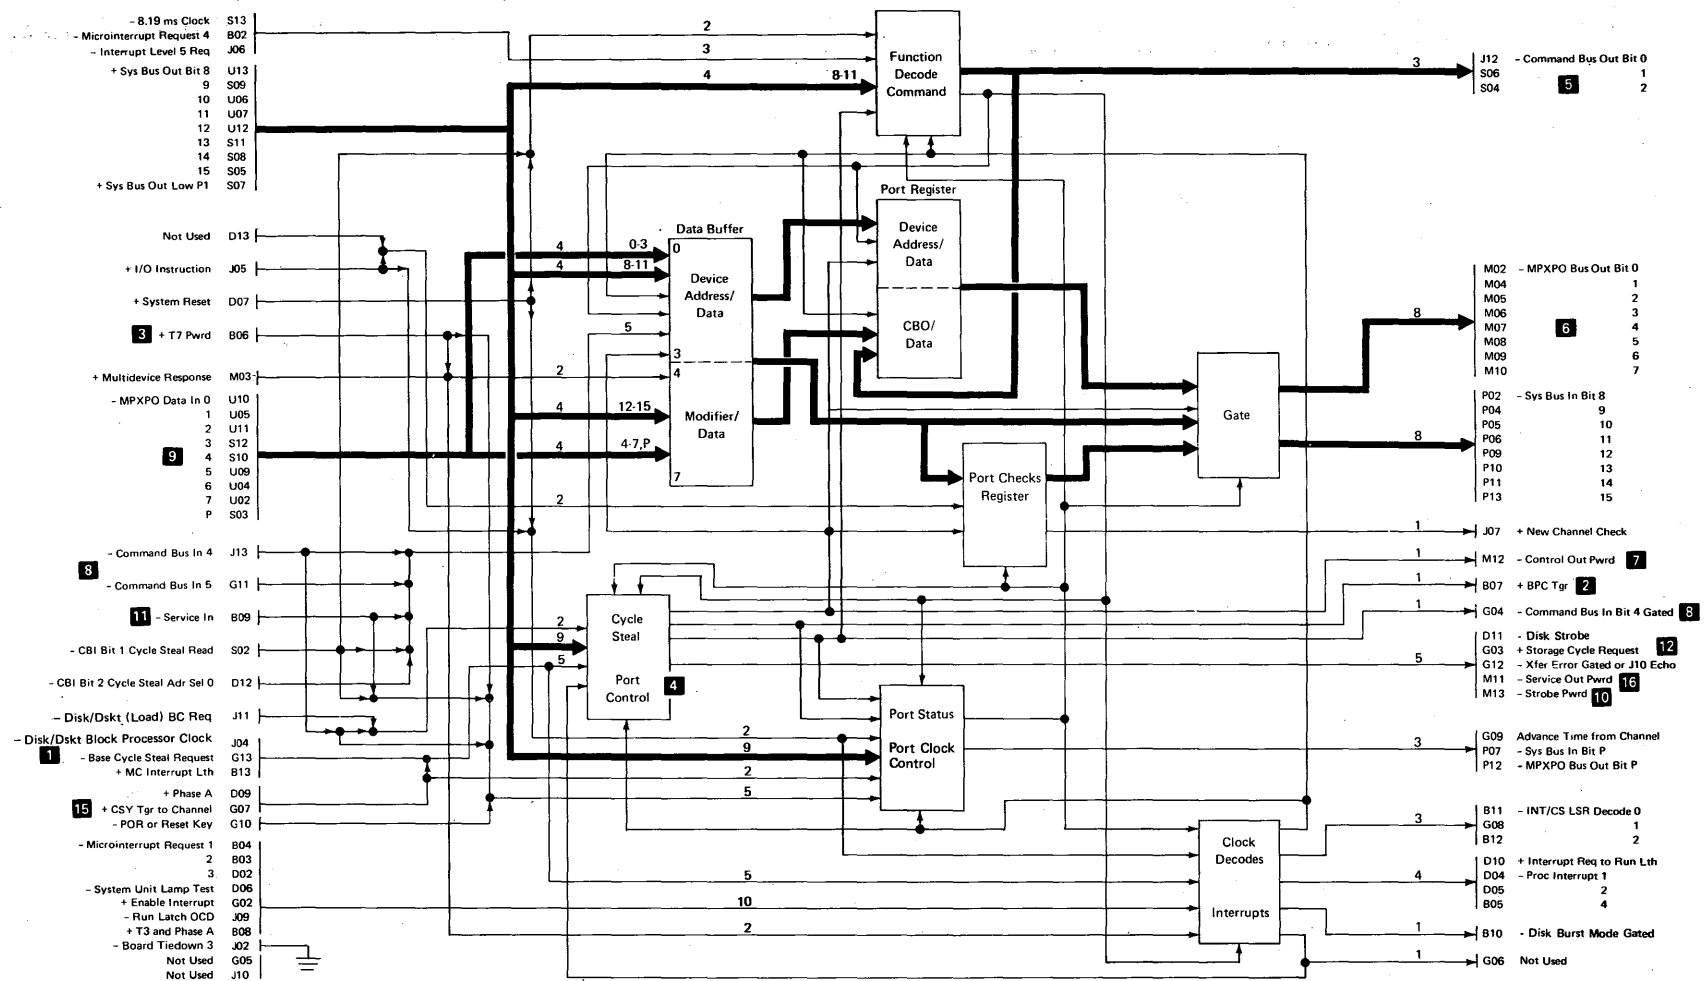 - 8.19 ms Clock S13
- Microinterrupt Request 4 B02
- Interrupt Level 5 Req J06
+ Sys Bus Out Bit 8 U13
9 S09
10 U06
11 U07
12 U12
13 S11
14 S08
15 S05
+ Sys Bus Out Low P1 S07
Not Used D13
+ I/O Instruction J05
+ System Reset D07
3 + T7 Pwrd B06
+ Multidevice Response M03
- MPXPO Data In 0 U10
1 U05
2 U11
3 S12
9 4 S10
5 U09
6 U04
7 U02
P S03
- Command Bus In 4 J13
8
- Command Bus In 5 G11
11 - Service In B09
- CBI Bit 1 Cycle Steal Read S02
- CBI Bit 2 Cycle Steal Adr Sel 0 D12
- Disk/Dskt (Load) BC Req J11
- Disk/Dskt Block Processor Clock J04
1 - Base Cycle Steal Request G13
+ MC Interrupt Lth B13
+ Phase A D09
15 + CSY Tgr to Channel G07
- POR or Reset Key G10
- Microinterrupt Request 1 B04
2 B03
3 D02
- System Unit Lamp Test D06
+ Enable Interrupt G02
- Run Latch OCD J09
+ T3 and Phase A B08
- Board Tiedown 3 J02
Not Used G05
Not Used J10
2
3
4 8-11
Function
Decode
Command
Data Buffer
4 0-3
4 8-11
5
2
4 12-15
4 4-7,P
2
0
Device
Address/
Data
3
4
Modifier/
Data
7
Port Register
Device
Address/
Data
CBO/
Data
Port Checks
Register
Gate
2
9
5
Cycle
Steal
Port
Control
4
2
9
2
5
Port Status
Port Clock
Control
5
10
2
Clock
Decodes
Interrupts
3 J12 - Command Bus Out Bit 0
S06 5 1
S04 2
M02 - MPXPO Bus Out Bit 0
M04 1
M05 2
8 M06 3
M07 6 4
M08 5
M09 6
M10 7
P02 - Sys Bus In Bit 8
P04 9
P05 10
8 P06 11
P09 12
P10 13
P11 14
P13 15
1 J07 + New Channel Check
1 M12 - Control Out Pwrd 7
1 B07 + BPC Tgr 2
1 G04 - Command Bus In Bit 4 Gated 8
D11 - Disk Strobe
G03 + Storage Cycle Request 12
5 G12 - Xfer Error Gated or J10 Echo
M11 - Service Out Pwrd 16
M13 - Strobe Pwrd 10
G09 Advance Time from Channel
3 P07 - Sys Bus In Bit P
P12 - MPXPO Bus Out Bit P
B11 - INT/CS LSR Decode 0
3 G08 1
B12 2
D10 + Interrupt Req to Run Lth
4 D04 - Proc Interrupt 1
D05 2
B05 4
1 B10 - Disk Burst Mode Gated
1 G06 Not Used